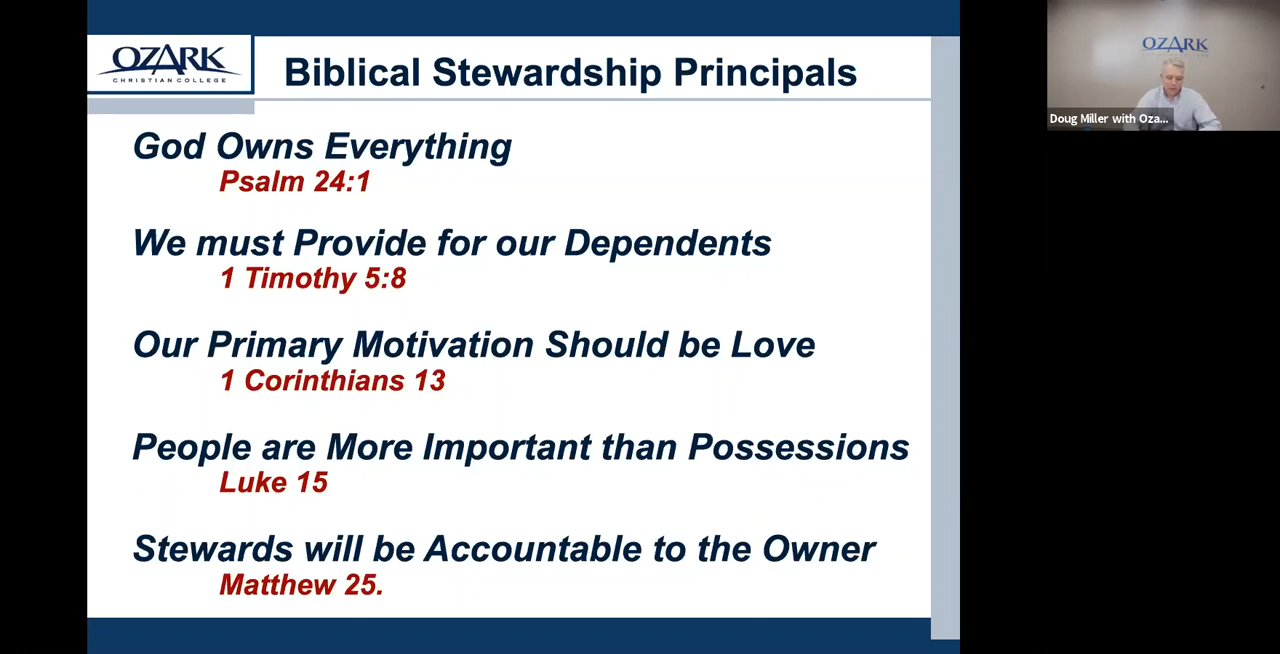 OZARK
CHRISTIAN COLLEGE
Biblical Stewardship Principals
God Owns Everything
Psalm 24:1
We must Provide for our Dependents
1 Timothy 5:8
Our Primary Motivation Should be Love
1 Corinthians 13
People are More Important than Possessions
Luke 15
Stewards will be Accountable to the Owner
Matthew 25.
OZARK
Doug Miller with Oza...